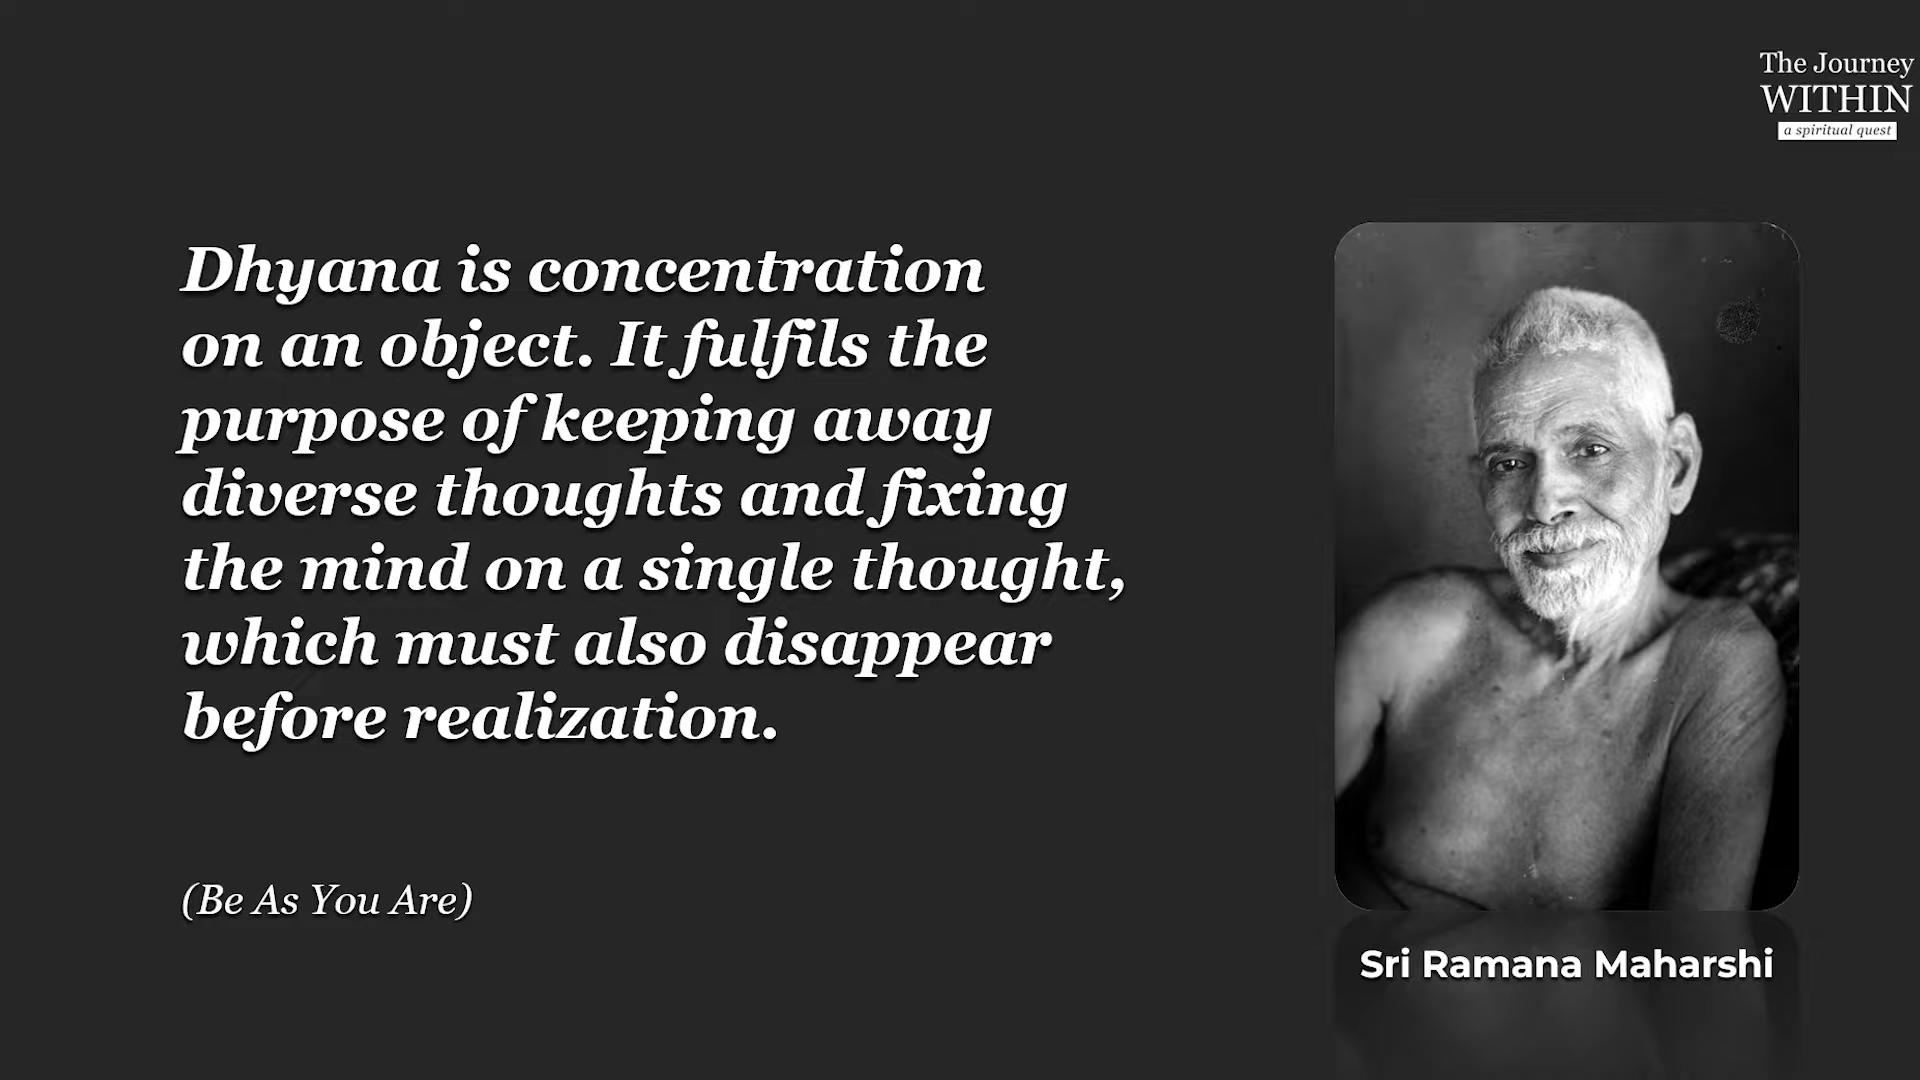 The Journey
WITHIN
a spiritual quest
Dhyana is concentration
on an object. It fulfils the
purpose of keeping away
diverse thoughts and fixing
the mind on a single thought,
which must also disappear
before realization.
(Be As You Are)
Sri Ramana Maharshi